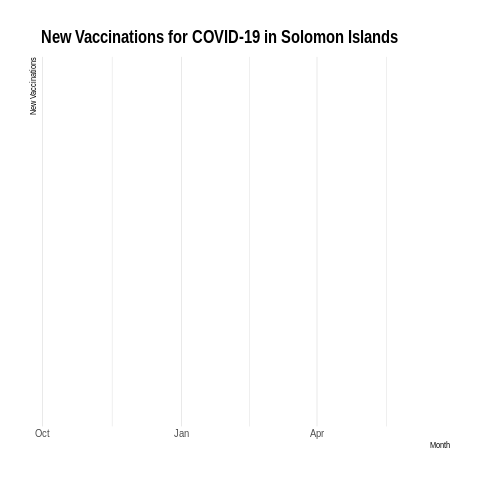 New Vaccinations for COVID-19 in Solomon Islands
New Vaccinations
Oct Jan Apr
Month